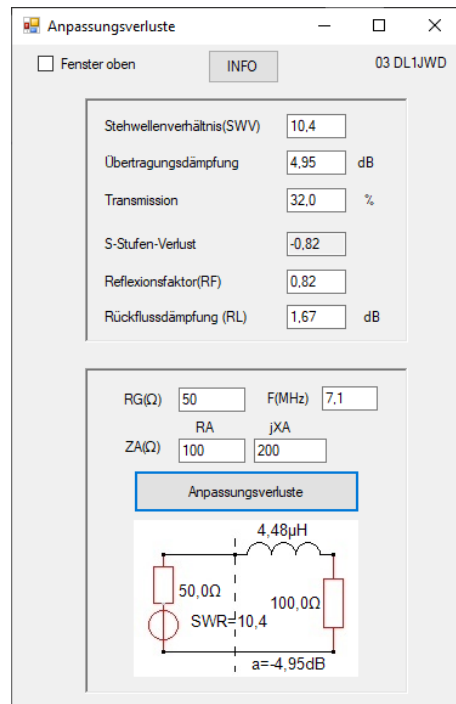 Anpassungsverluste
Fenster oben INFO 03 DL1JWD
Stehwellenverhältnis(SWV) 10,4
Übertragungsdämpfung 4,95 dB
Transmission 32,0 %
S-Stufen-Verlust -0,82
Reflexionsfaktor(RF) 0,82
Rückflussdämpfung (RL) 1,67 dB
RG(Ω) 50 F(MHz) 7,1
RA jXA
ZA(Ω) 100 200
Anpassungsverluste
4,48µH
50,0Ω
100,0Ω
SWR=10,4
a=-4,95dB